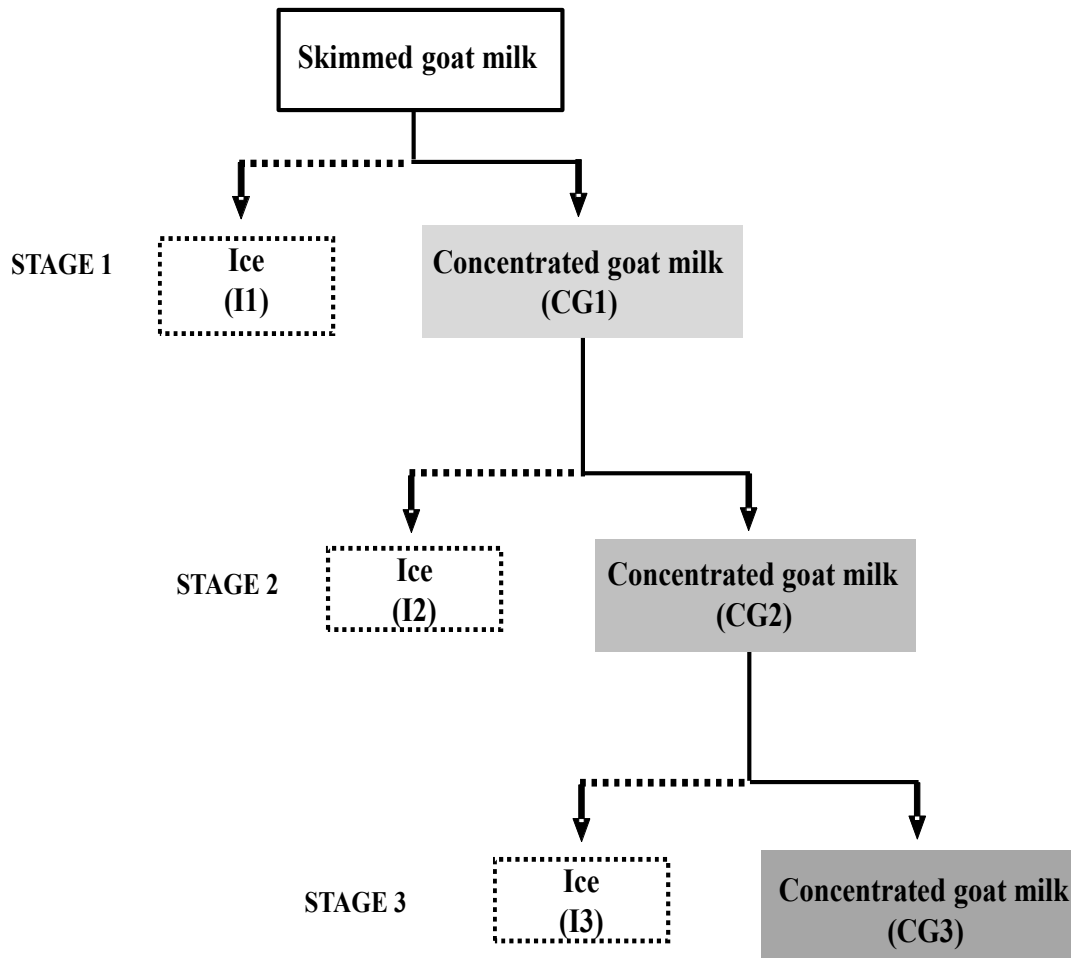 Skimmed goat milk
STAGE 1
Ice
(I1)
Concentrated goat milk
(CG1)
STAGE 2
Ice
(I2)
Concentrated goat milk
(CG2)
STAGE 3
Ice
(I3)
Concentrated goat milk
(CG3)